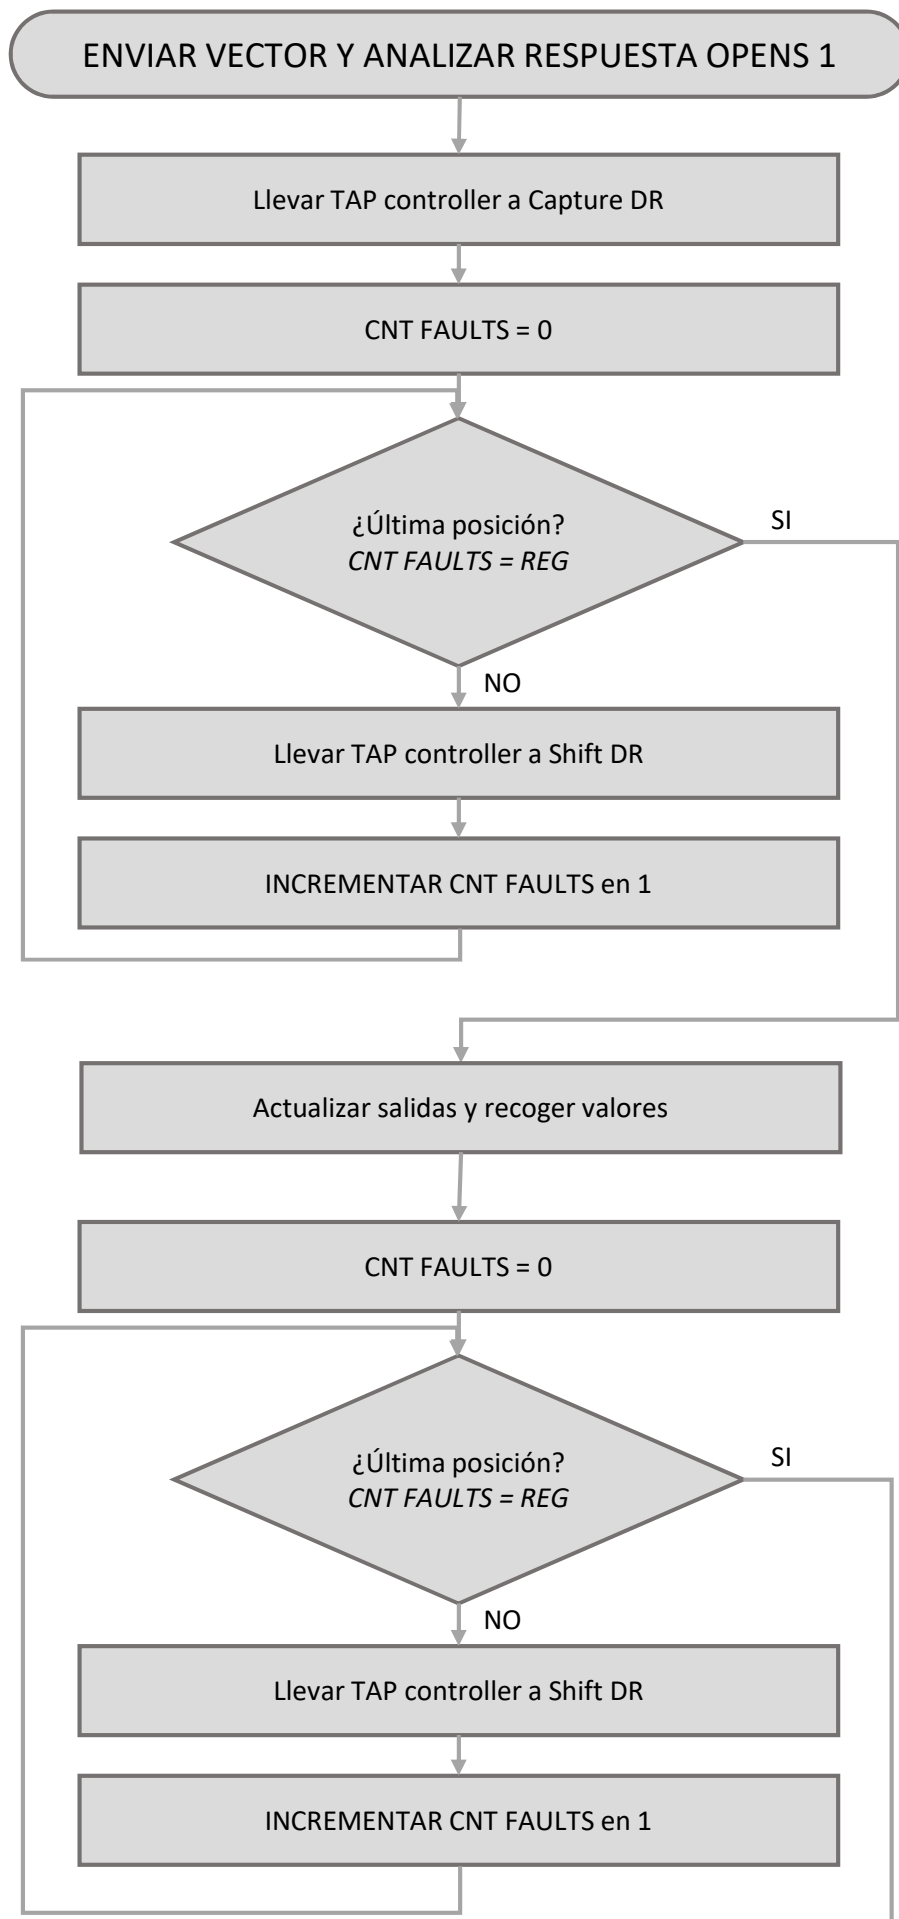 ENVIAR VECTOR Y ANALIZAR RESPUESTA OPENS 1
Llevar TAP controller a Capture DR
CNT FAULTS = 0
¿Última posición?
CNT FAULTS = REG
SI
NO
Llevar TAP controller a Shift DR
INCREMENTAR CNT FAULTS en 1
Actualizar salidas y recoger valores
CNT FAULTS = 0
¿Última posición?
CNT FAULTS = REG
SI
NO
Llevar TAP controller a Shift DR
INCREMENTAR CNT FAULTS en 1